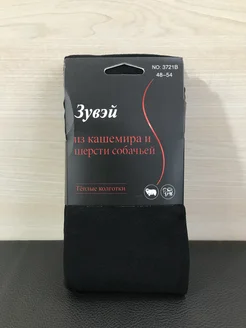 NO: 3721B
48-54
Зувэй
из кашемира и
шерсти собачьей
Теплые колготки